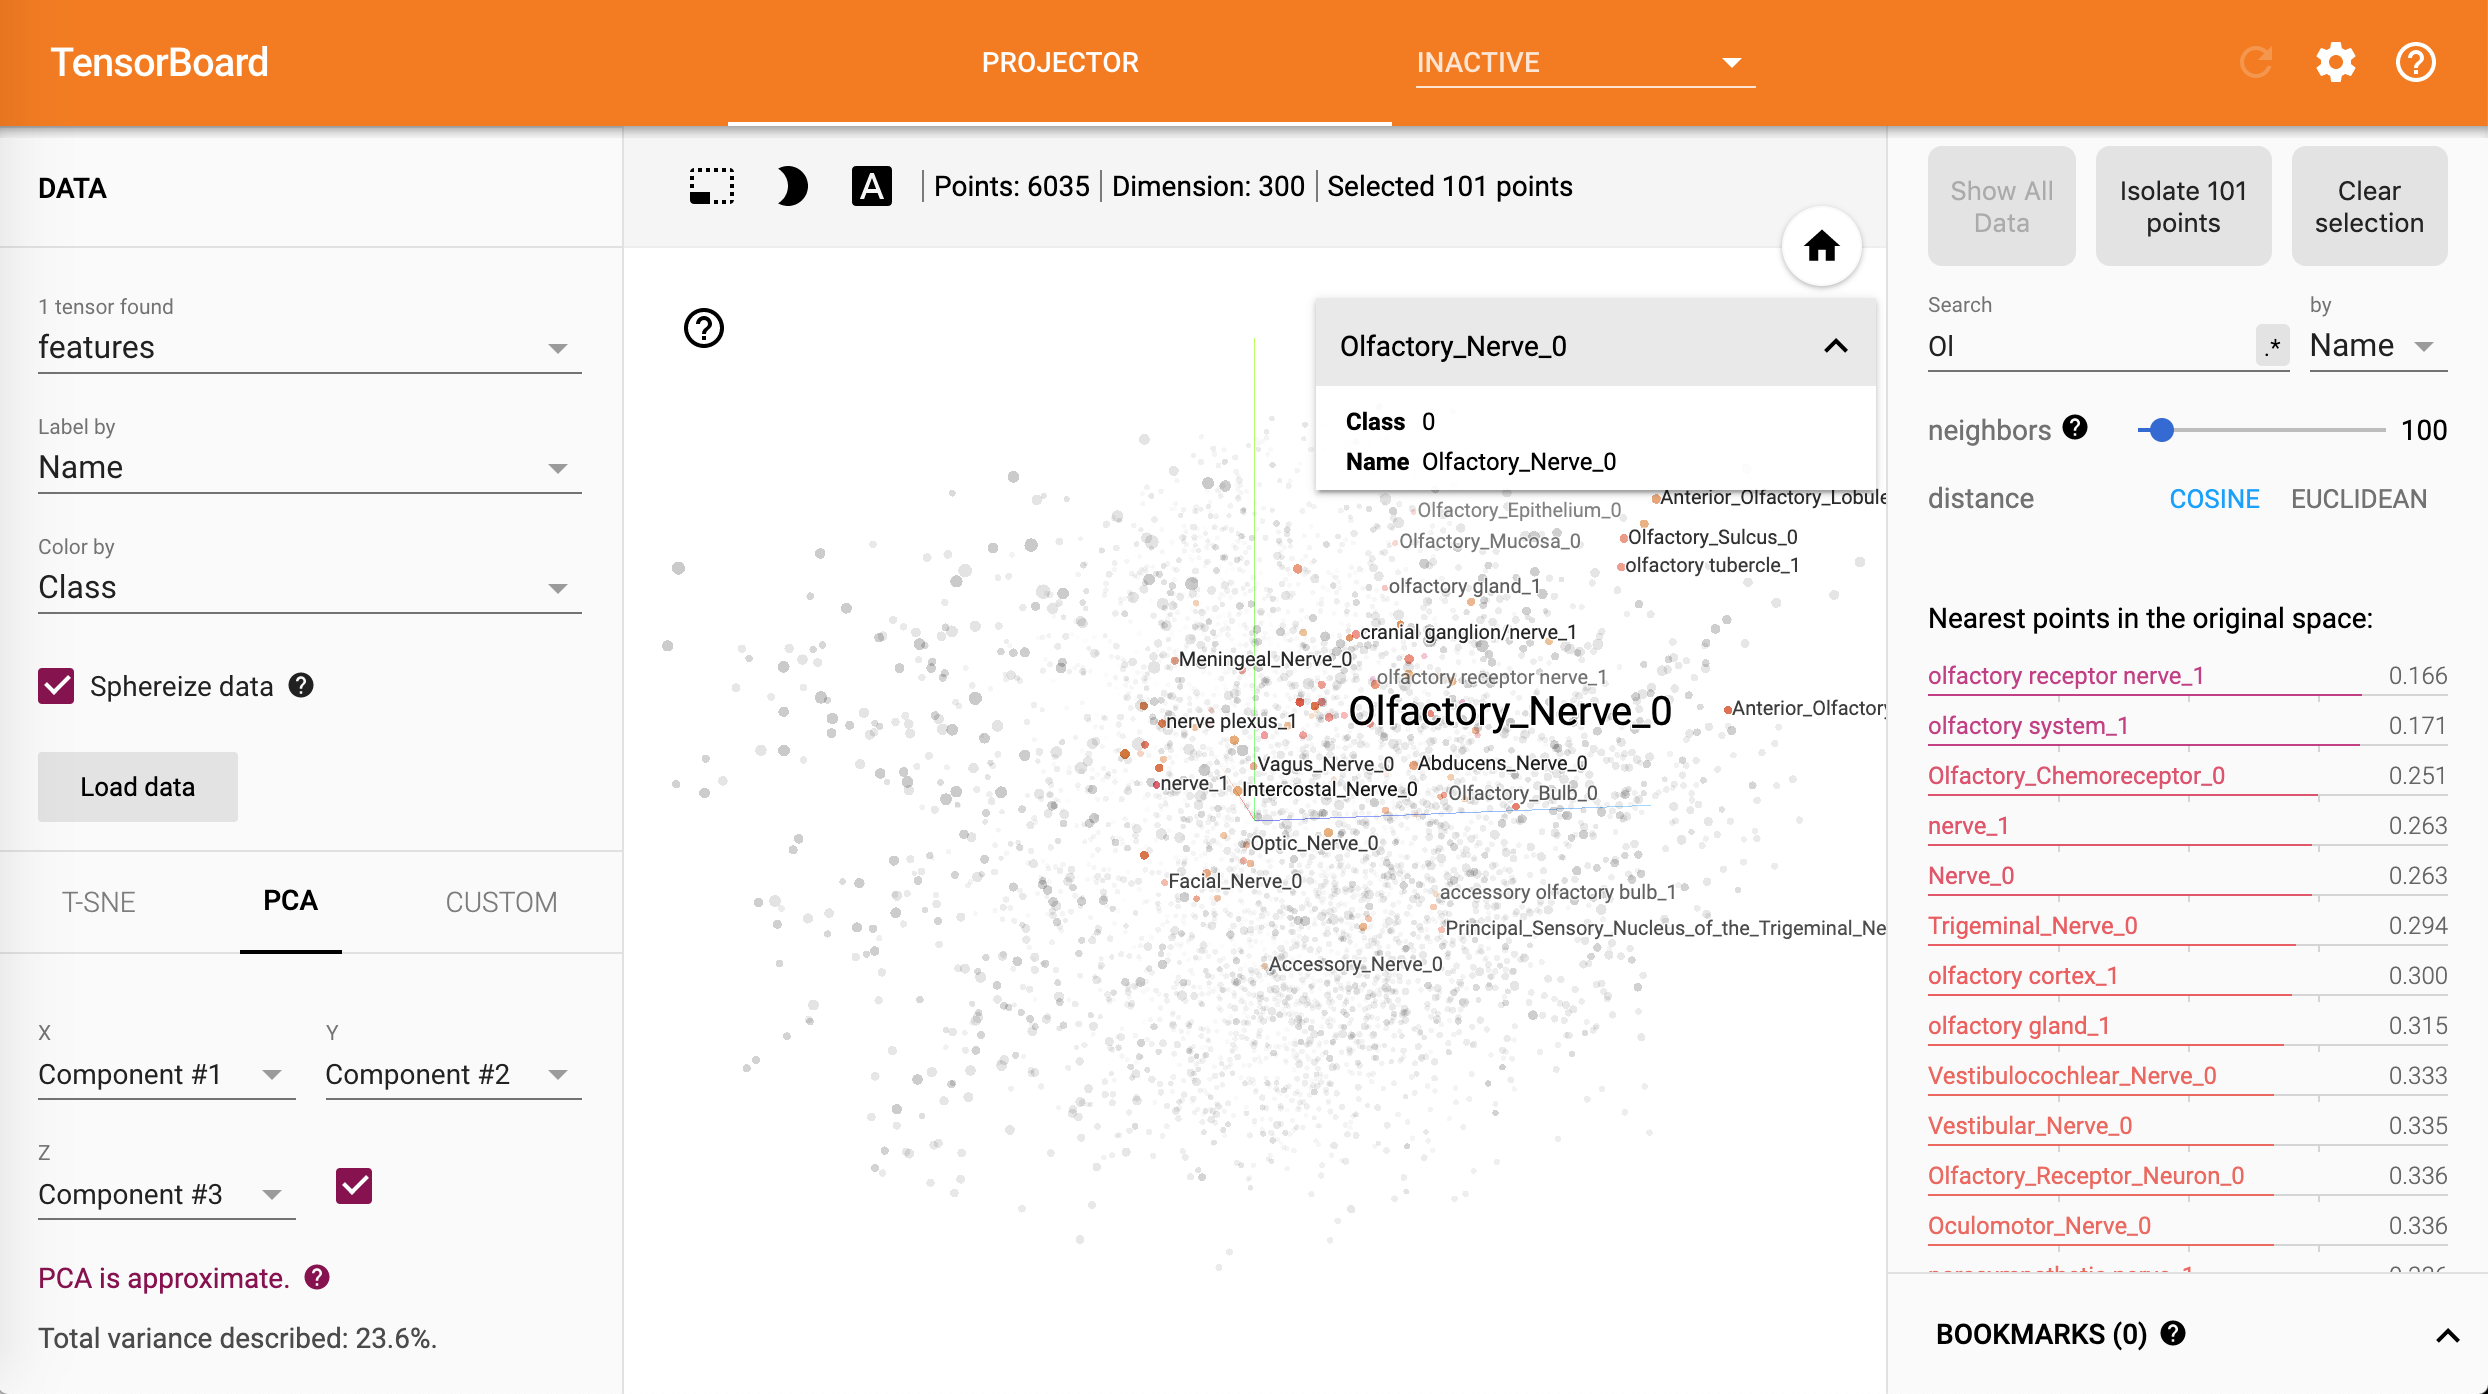 TensorBoard
PROJECTOR
INACTIVE
DATA
1 tensor found
features
Label by
Name
Color by
Class
Sphereize data
Load data
T-SNE
PCA
CUSTOM
X
Component #1
Y
Component #2
Z
Component #3
PCA is approximate.
Total variance described: 23.6%.
A
Points: 6035
Dimension: 300
Selected 101 points
Olfactory_Nerve_0
Class 0
Name Olfactory_Nerve_0
Anterior_Olfactory_Lobule
Olfactory_Epithelium_0
Olfactory_Sulcus_0
Olfactory_Mucosa_0
olfactory tubercle_1
olfactory gland_1
cranial ganglion/nerve_1
Meningeal_Nerve_0
olfactory receptor nerve_1
Olfactory_Nerve_0
Anterior_Olfactory
nerve plexus_1
Vagus_Nerve_0
Abducens_Nerve_0
nerve_1
Intercostal_Nerve_0
Olfactory_Bulb_0
Optic_Nerve_0
Facial_Nerve_0
accessory olfactory bulb_1
Principal_Sensory_Nucleus_of_the_Trigeminal_Ne
Accessory_Nerve_0
Show All Data
Isolate 101 points
Clear selection
Search
Ol
.*
by
Name
neighbors
100
distance
COSINE
EUCLIDEAN
Nearest points in the original space:
olfactory receptor nerve_1 0.166
olfactory system_1 0.171
Olfactory_Chemoreceptor_0 0.251
nerve_1 0.263
Nerve_0 0.263
Trigeminal_Nerve_0 0.294
olfactory cortex_1 0.300
olfactory gland_1 0.315
Vestibulocochlear_Nerve_0 0.333
Vestibular_Nerve_0 0.335
Olfactory_Receptor_Neuron_0 0.336
Oculomotor_Nerve_0 0.336
BOOKMARKS (0)